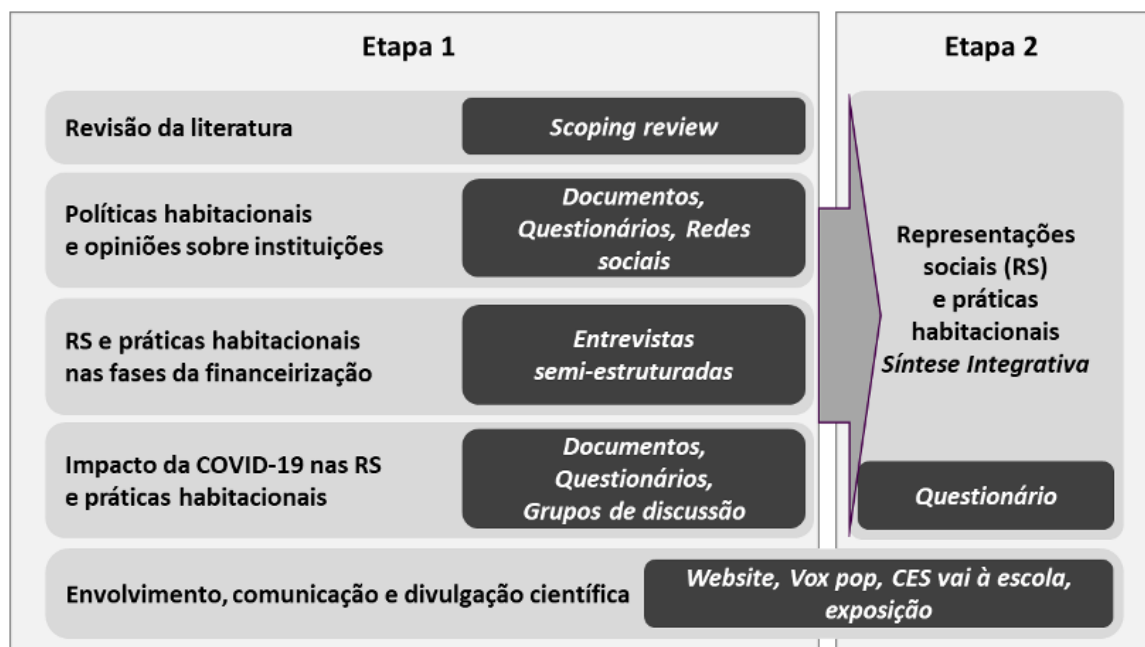 Etapa 1
Etapa 2
Revisão da literatura
Scoping review
Políticas habitacionais
e opiniões sobre instituições
Documentos,
Questionários, Redes
sociais
RS e práticas habitacionais
nas fases da financeirização
Entrevistas
semi-estruturadas
Impacto da COVID-19 nas RS
e práticas habitacionais
Documentos,
Questionários,
Grupos de discussão
Representações
sociais (RS)
e práticas
habitacionais
Síntese Integrativa
Questionário
Envolvimento, comunicação e divulgação científica
Website, Vox pop, CES vai à escola,
exposição